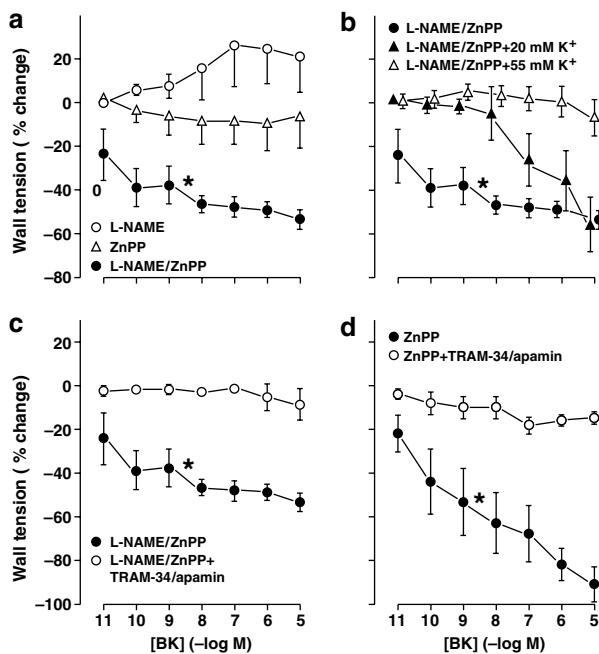 a
b
L-NAME/ZnPP
L-NAME/ZnPP+20 mM K+
L-NAME/ZnPP+55 mM K+
Wall tension ( % change)
20
0
−20
−40
−60
−80
0
*
*
L-NAME
ZnPP
L-NAME/ZnPP
c
d
ZnPP
ZnPP+TRAM-34/apamin
Wall tension ( % change)
20
0
−20
−40
−60
−80
−100
*
*
L-NAME/ZnPP
L-NAME/ZnPP+
TRAM-34/apamin
11 10 9 8 7 6 5
11 10 9 8 7 6 5
[BK] (−log M)
[BK] (−log M)